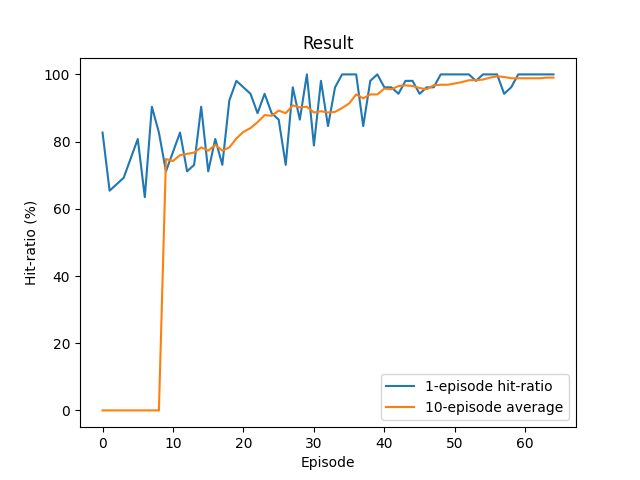 Result
Hit-ratio (%)
100
80
60
40
20
0
0 10 20 30 40 50 60
Episode
1-episode hit-ratio
10-episode average